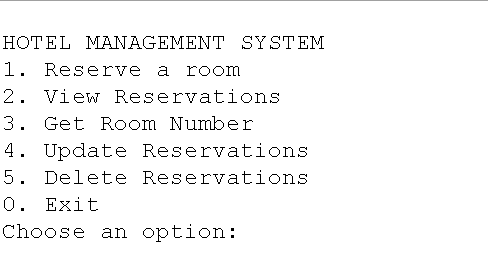 HOTEL MANAGEMENT SYSTEM
1. Reserve a room
2. View Reservations
3. Get Room Number
4. Update Reservations
5. Delete Reservations
0. Exit
Choose an option: